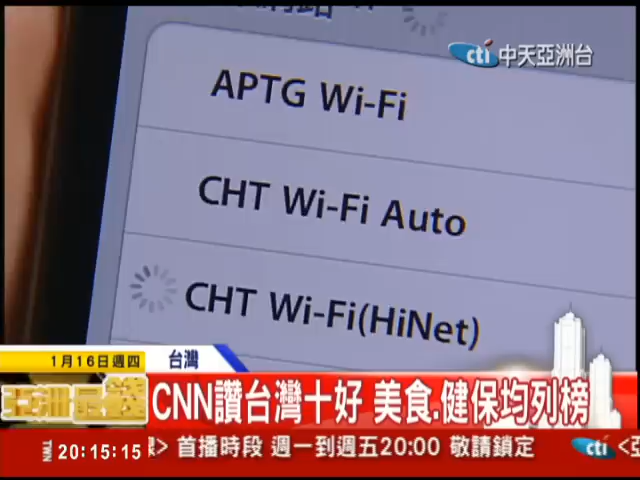 cti 中天亞洲台
APTG Wi-Fi
CHT Wi-Fi Auto
CHT Wi-Fi(HiNet)
1月16日週四 台灣
CNN讚台灣十好 美食.健保均列榜
TWN 20:15:15 > 首播時段 週一到週五20:00 敬請鎖定 cti <